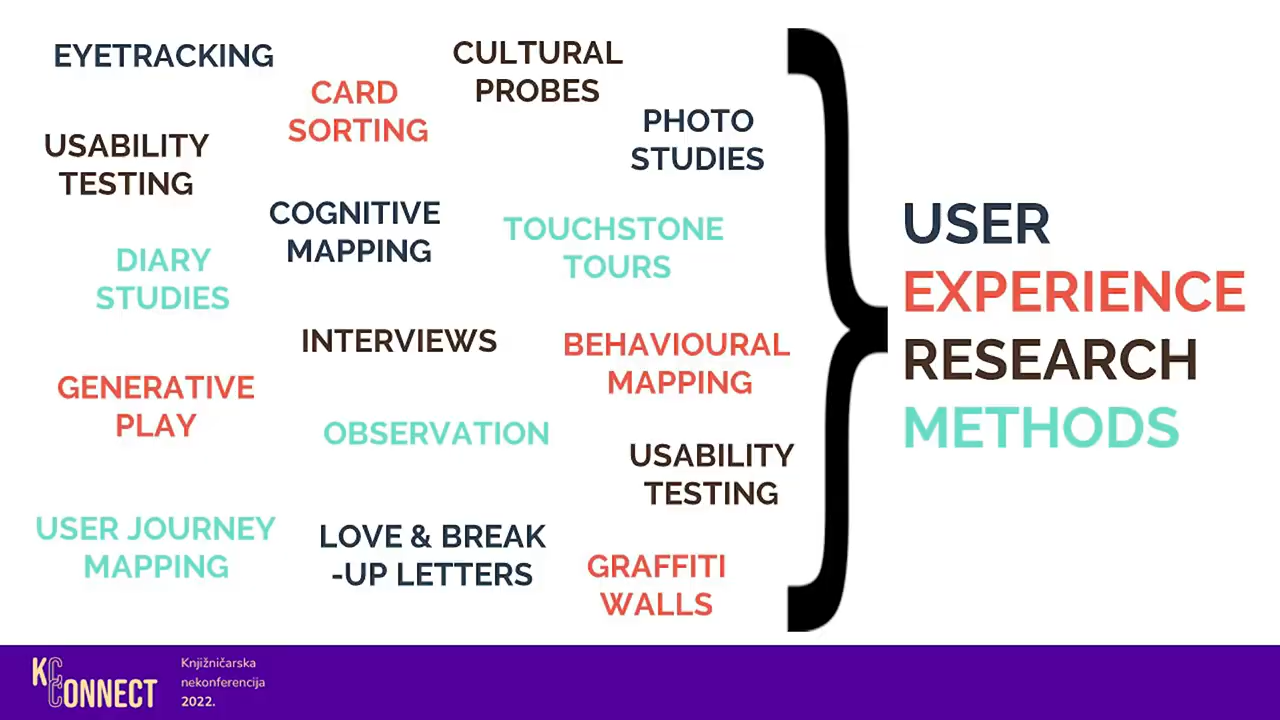 EYETRACKING
CULTURAL
PROBES
CARD
SORTING
PHOTO
STUDIES
USABILITY
TESTING
COGNITIVE
MAPPING
TOUCHSTONE
TOURS
DIARY
STUDIES
INTERVIEWS
BEHAVIOURAL
MAPPING
GENERATIVE
PLAY
OBSERVATION
USABILITY
TESTING
USER JOURNEY
MAPPING
LOVE & BREAK
-UP LETTERS
GRAFFITI
WALLS
USER
EXPERIENCE
RESEARCH
METHODS
KCCONNECT
Knjižničarska
nekonferencija
2022.